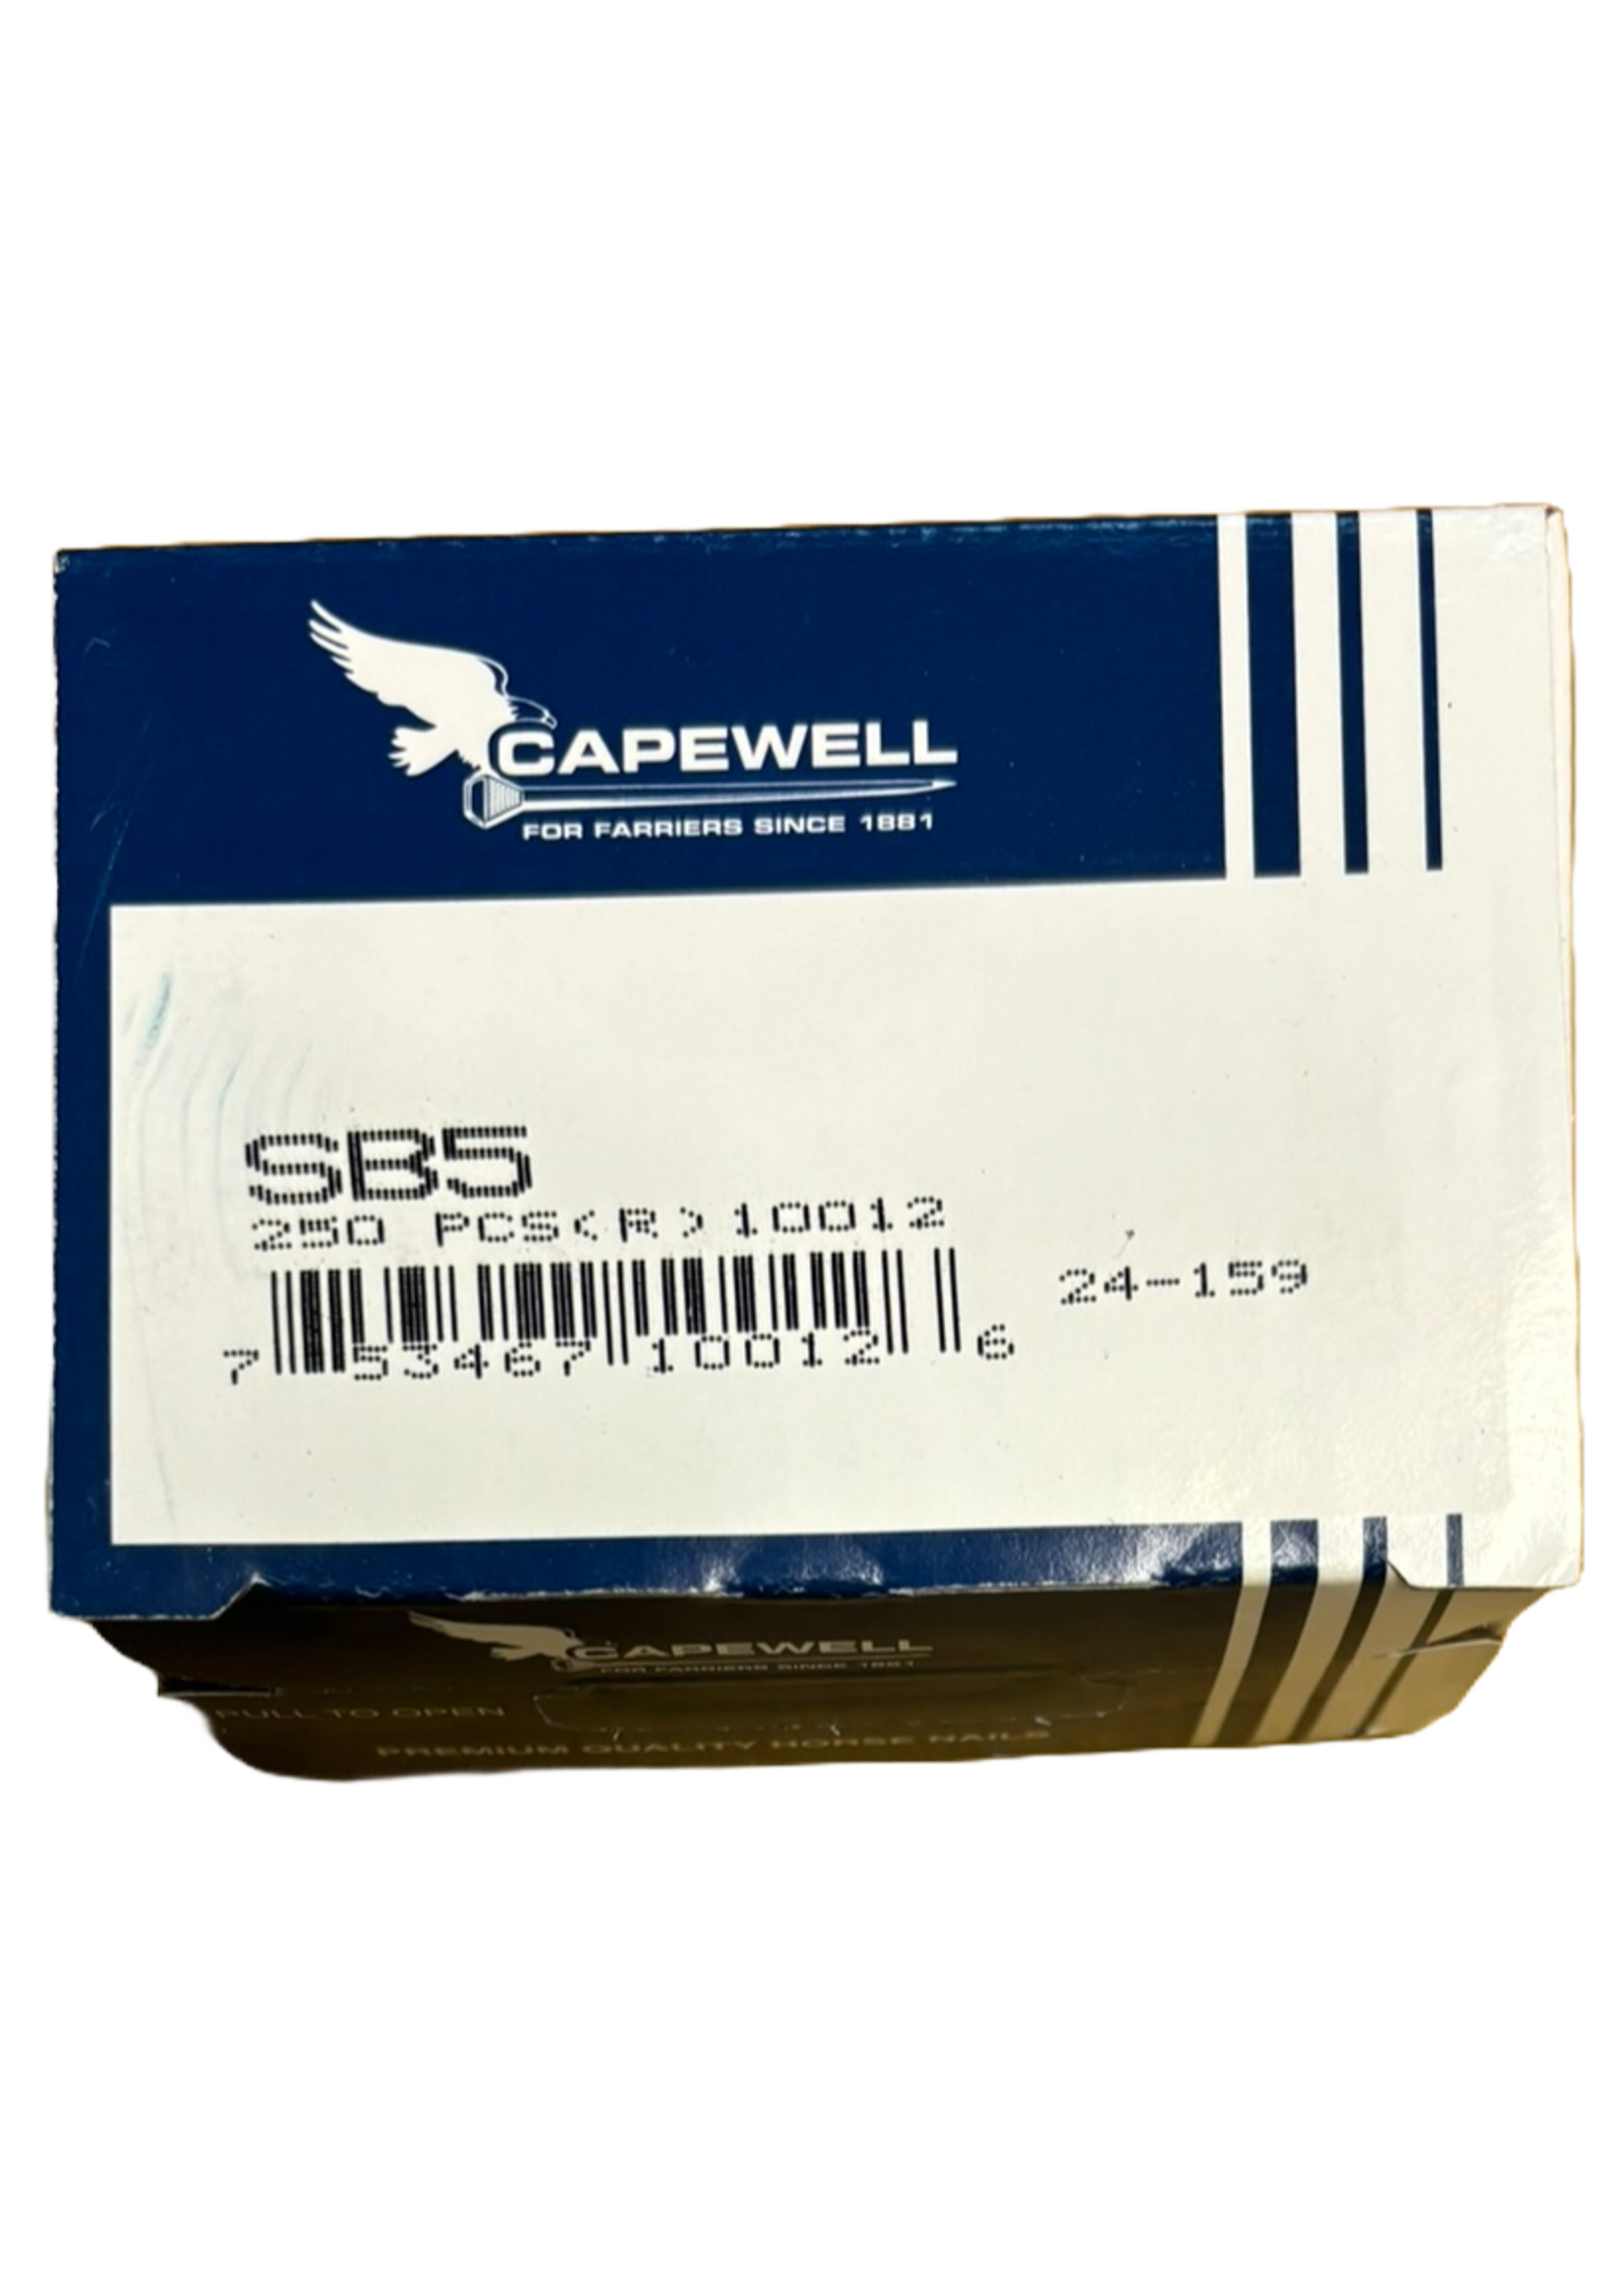 CAPEWELL
FOR FARRIERS SINCE 1881
SB5
250 PCS(R)10012
24-159
7 53467 10012 6
CAPEWELL
FOR FARRIERS SINCE 1881
PULL TO OPEN
PREMIUM QUALITY HORSE NAILS